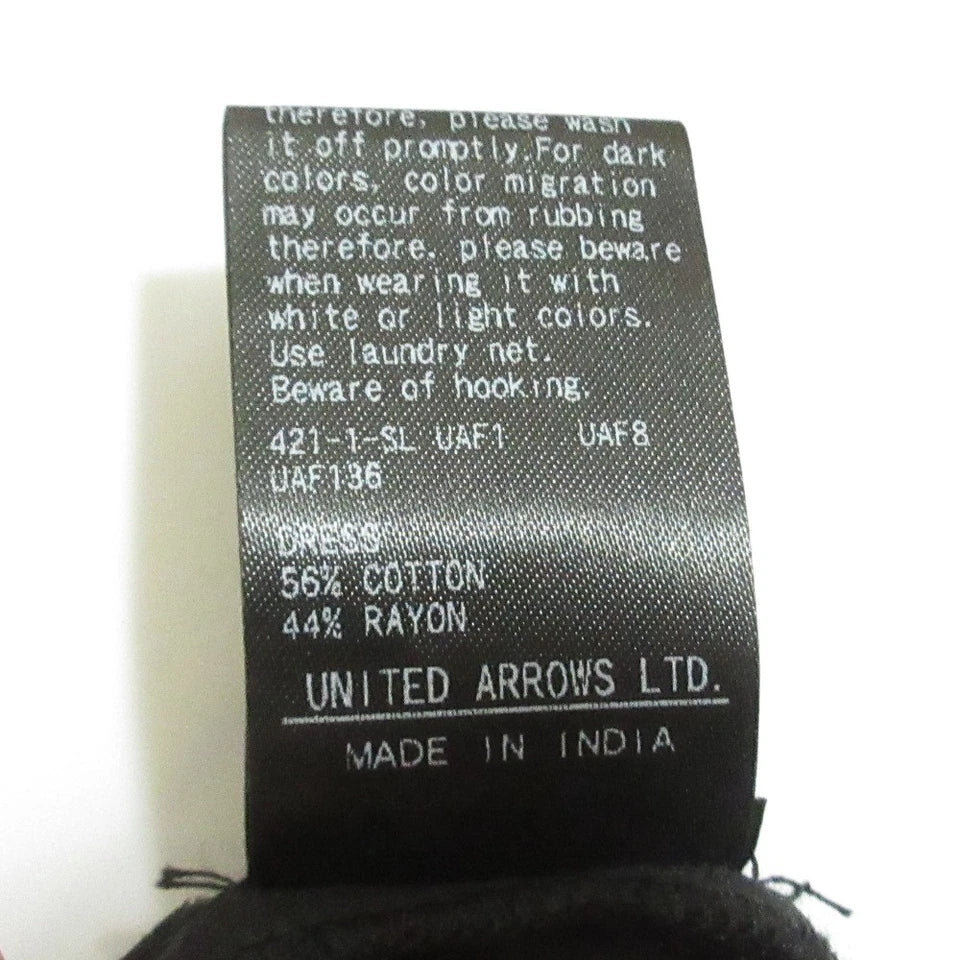 therefore, please wash
it off promptly.For dark
colors, color migration
may occur from rubbing
therefore, please beware
when wearing it with
white or light colors.
Use laundry net.
Beware of hooking.
421-1-SL UAF1 UAF8
UAF136
DRESS
56% COTTON
44% RAYON
UNITED ARROWS LTD.
MADE IN INDIA